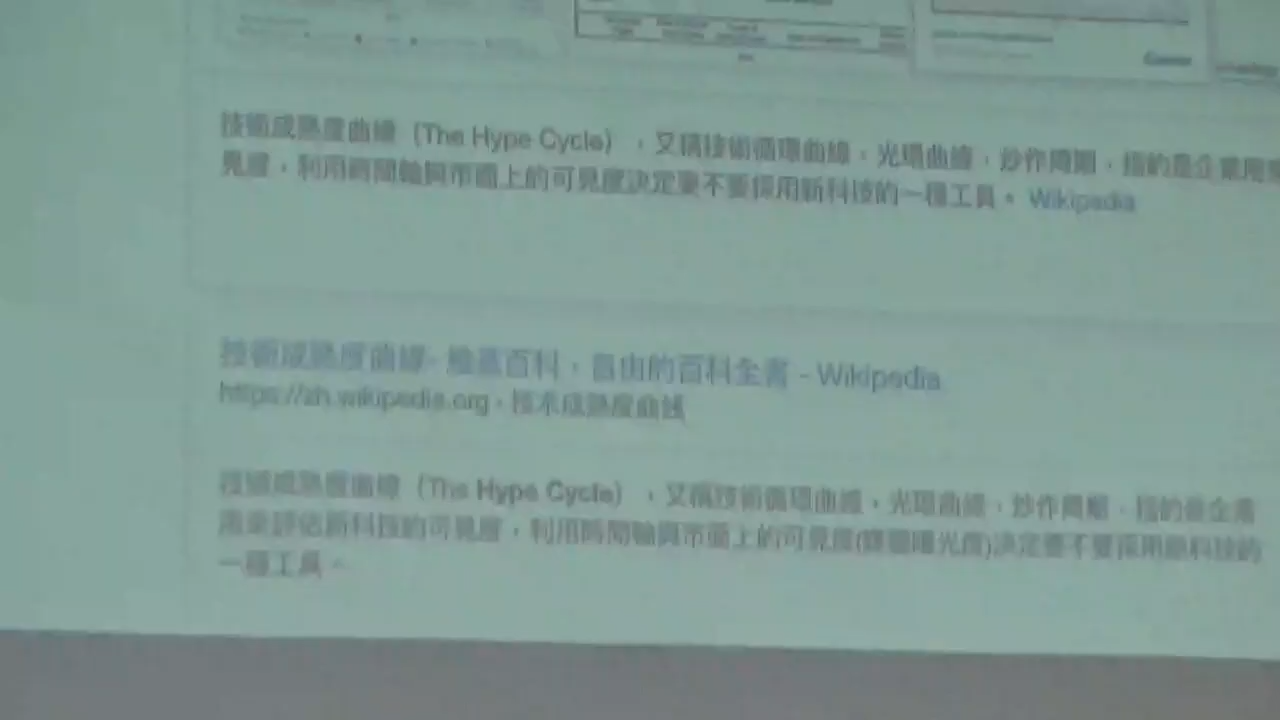 技術成熟度曲線（The Hype Cycle），又稱技術循環曲線，光環曲線，炒作周期，指的是企業用來
見度，利用時間軸與市面上的可見度決定要不要採用新科技的一種工具。 Wikipedia
技術成熟度曲線- 維基百科，自由的百科全書 - Wikipedia
https://zh.wikipedia.org › 技术成熟度曲线
技術成熟度曲線（The Hype Cycle），又稱技術循環曲線，光環曲線，炒作周期，指的是企業
用來評估新科技的可見度，利用時間軸與市面上的可見度(媒體曝光度)決定要不要採用新科技的
一種工具。